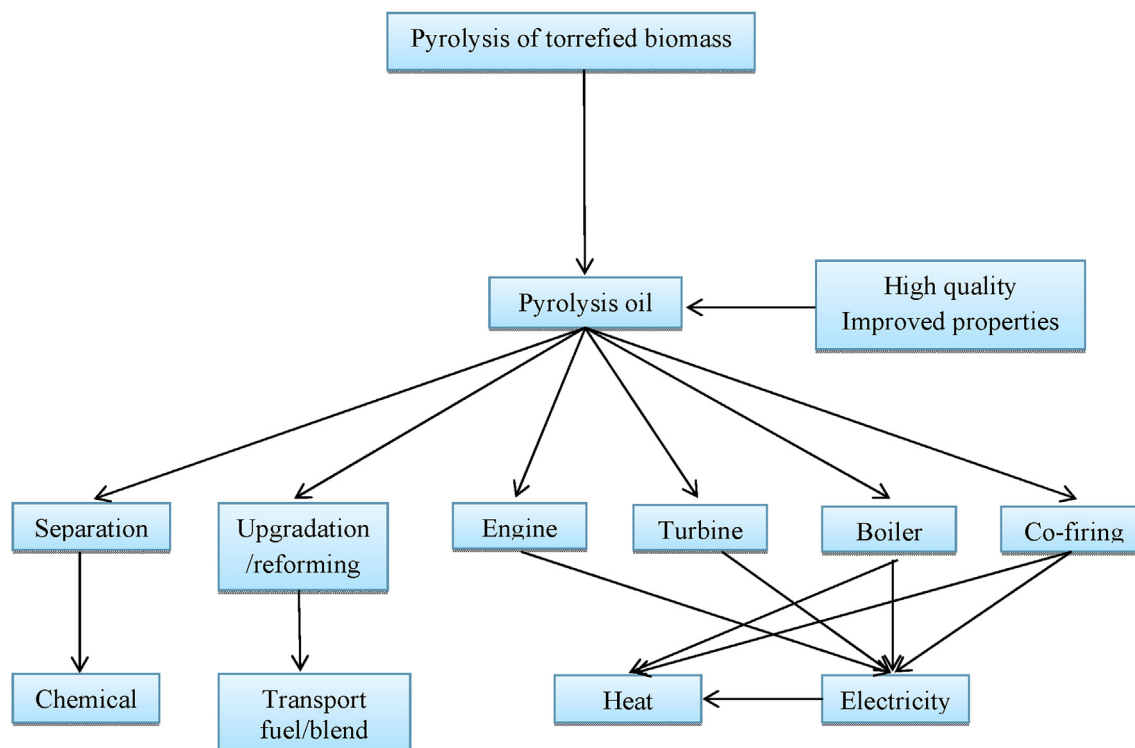 Pyrolysis of torrefied biomass
Pyrolysis oil
High quality
Improved properties
Separation
Upgradation
/reforming
Engine
Turbine
Boiler
Co-firing
Chemical
Transport
fuel/blend
Heat
Electricity